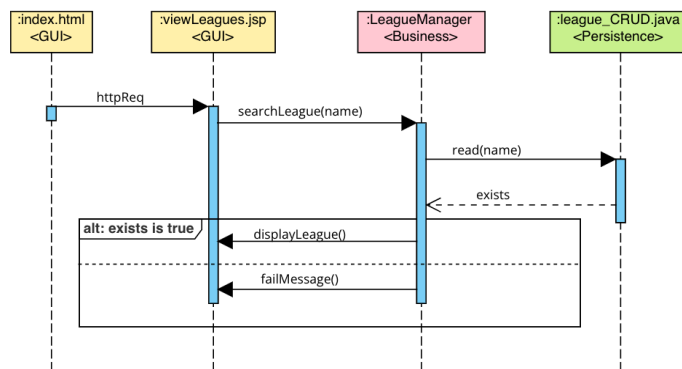 :index.html
<GUI>
:viewLeagues.jsp
<GUI>
:LeagueManager
<Business>
:league_CRUD.java
<Persistence>
httpReq
searchLeague(name)
read(name)
exists
alt: exists is true
displayLeague()
failMessage()